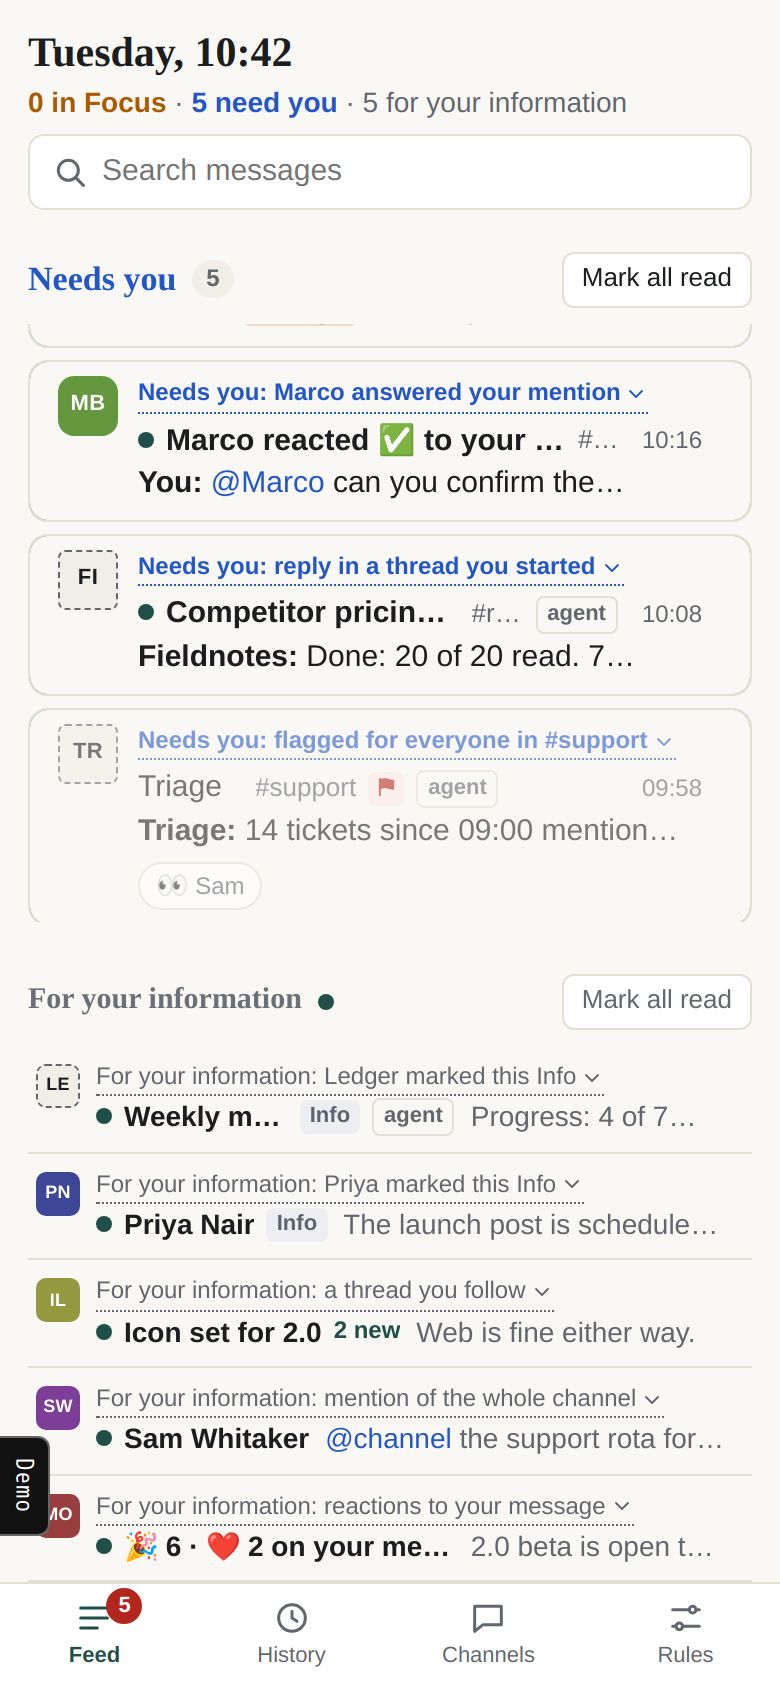 Tuesday, 10:42
0 in Focus · 5 need you · 5 for your information
Search messages
Needs you 5 Mark all read
MB Needs you: Marco answered your mention
Marco reacted ✅ to your … #… 10:16
You: @Marco can you confirm the…
FI Needs you: reply in a thread you started
Competitor pricin… #r… agent 10:08
Fieldnotes: Done: 20 of 20 read. 7…
TR Needs you: flagged for everyone in #support
Triage #support agent 09:58
Triage: 14 tickets since 09:00 mention…
👀 Sam
For your information Mark all read
LE For your information: Ledger marked this Info
Weekly m… Info agent Progress: 4 of 7…
PN For your information: Priya marked this Info
Priya Nair Info The launch post is schedule…
IL For your information: a thread you follow
Icon set for 2.0 2 new Web is fine either way.
SW For your information: mention of the whole channel
Sam Whitaker @channel the support rota for…
Demo
MO For your information: reactions to your message
🎉 6 · ❤️ 2 on your me… 2.0 beta is open t…
5
Feed History Channels Rules